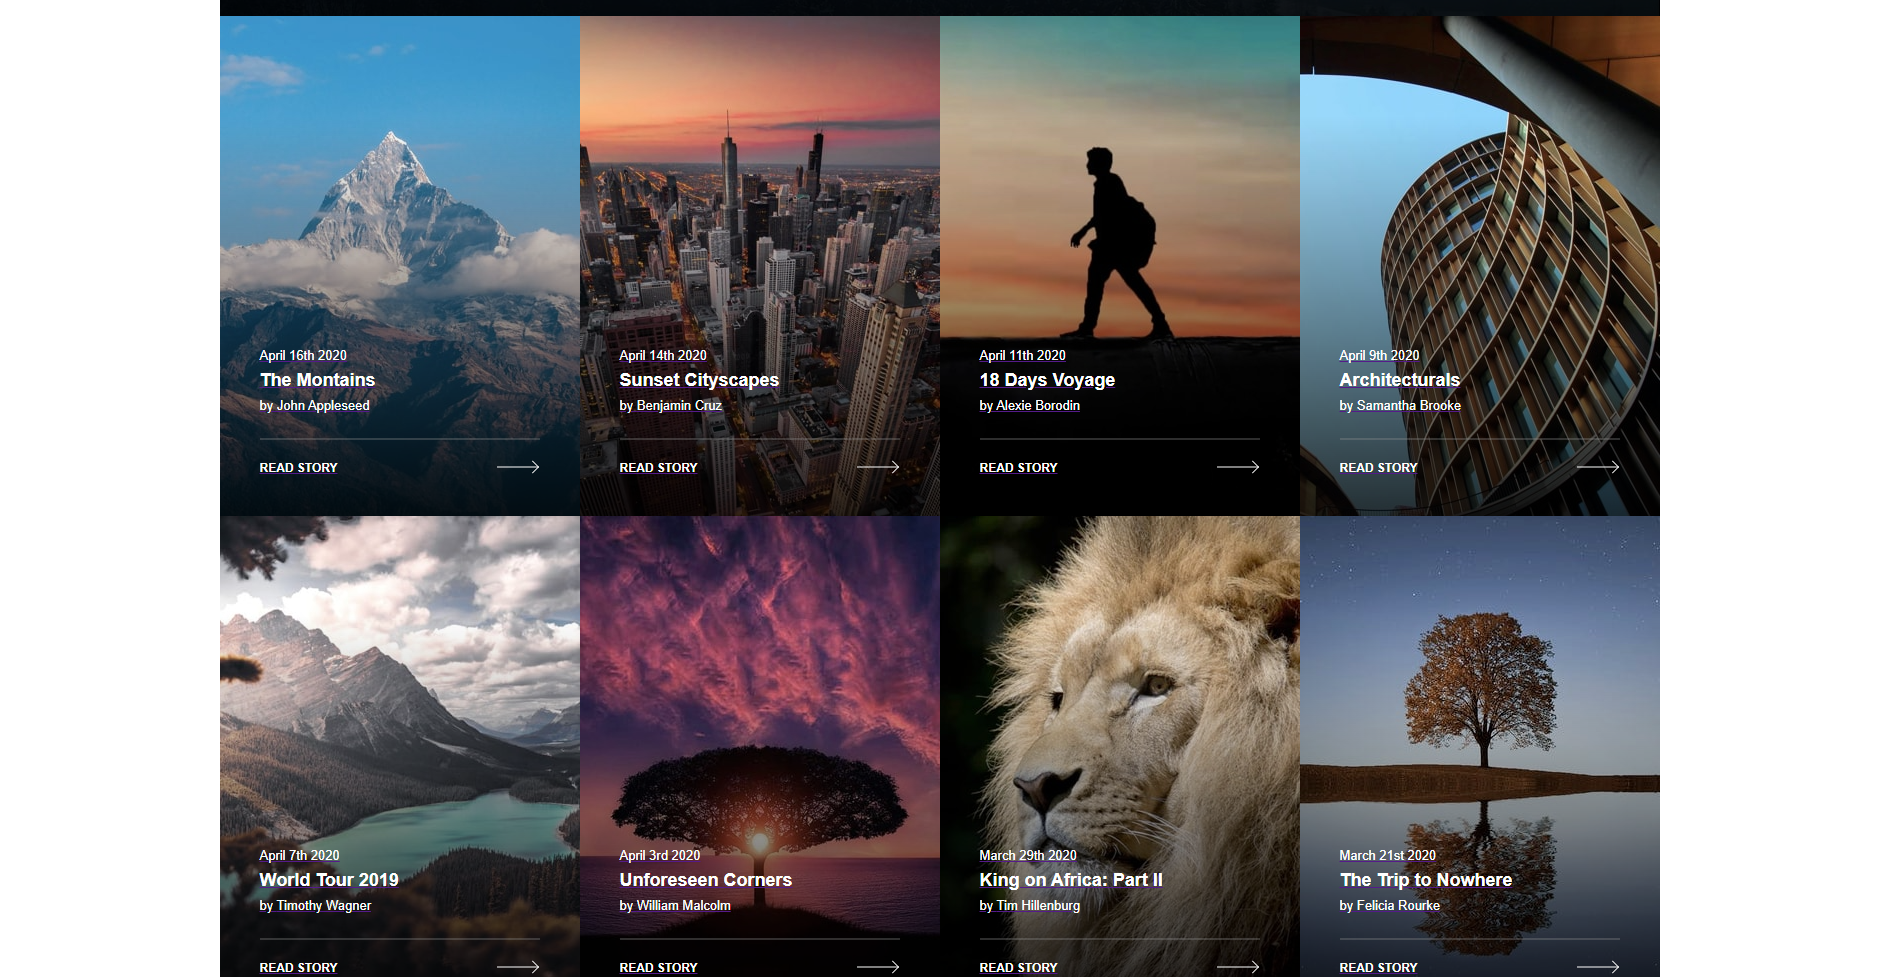 April 16th 2020
The Montains
by John Appleseed
READ STORY
April 14th 2020
Sunset Cityscapes
by Benjamin Cruz
READ STORY
April 11th 2020
18 Days Voyage
by Alexie Borodin
READ STORY
April 9th 2020
Architecturals
by Samantha Brooke
READ STORY
April 7th 2020
World Tour 2019
by Timothy Wagner
READ STORY
April 3rd 2020
Unforeseen Corners
by William Malcolm
READ STORY
March 29th 2020
King on Africa: Part II
by Tim Hillenburg
READ STORY
March 21st 2020
The Trip to Nowhere
by Felicia Rourke
READ STORY